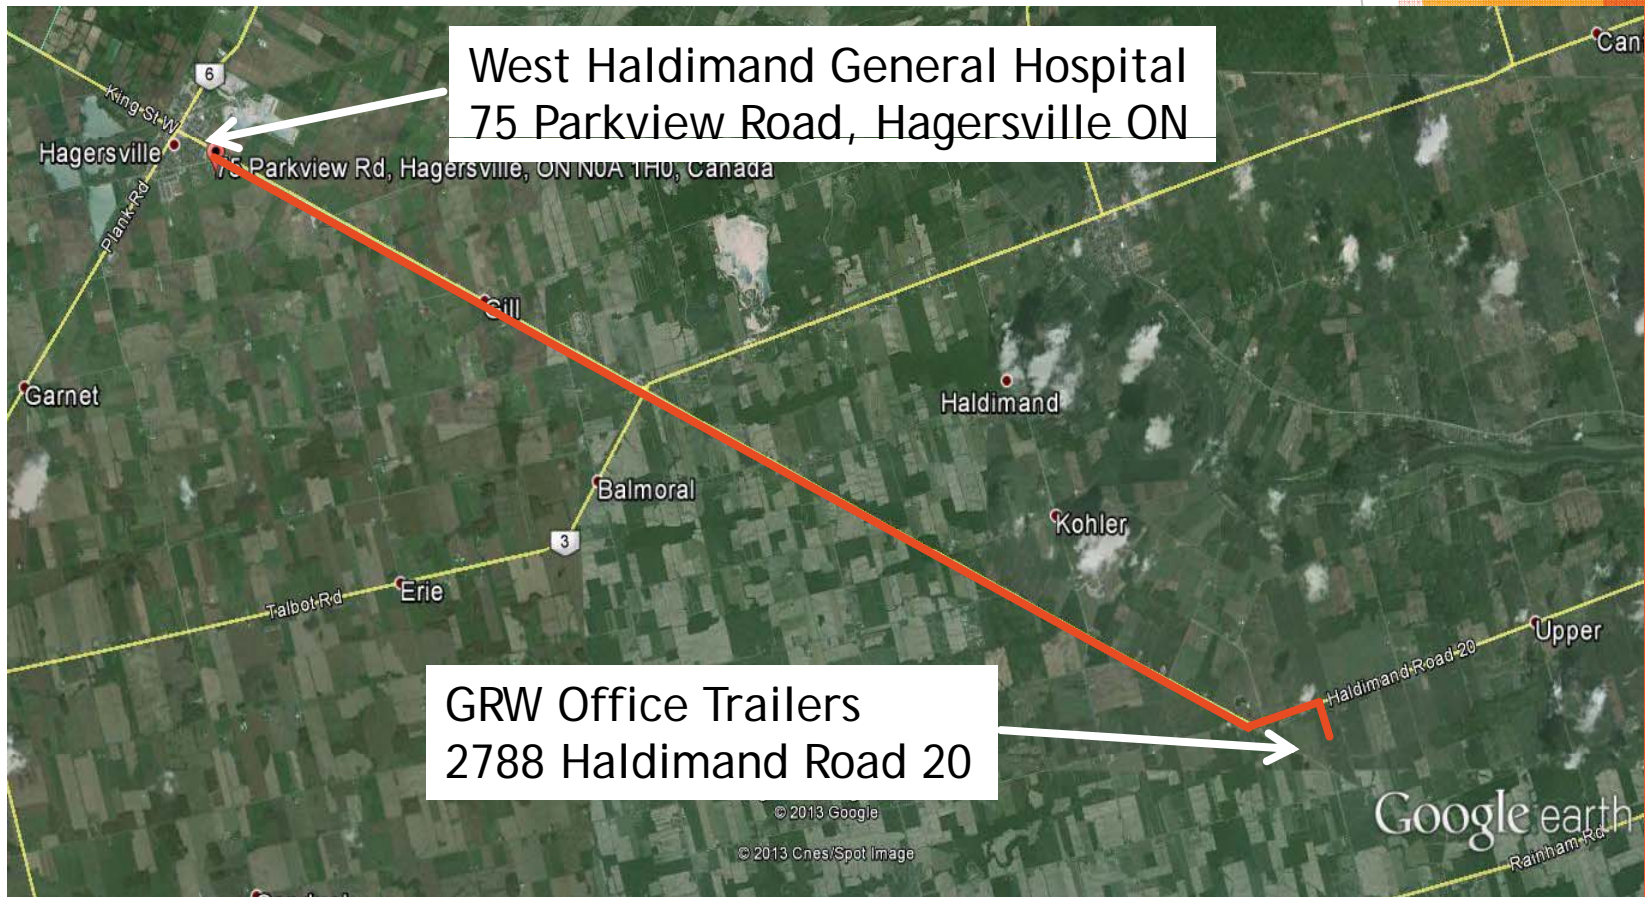 West Haldimand General Hospital
75 Parkview Road, Hagersville ON
Can
6
King St W
Hagersville
75 Parkview Rd, Hagersville, ON N0A 1H0, Canada
Plank Rd
Gill
Garnet
Haldimand
Balmoral
Kohler
3
Erie
Talbot Rd
Upper
Haldimand Road 20
GRW Office Trailers
2788 Haldimand Road 20
© 2013 Google
Google earth
© 2013 Cnes/Spot Image
Rainham Rd